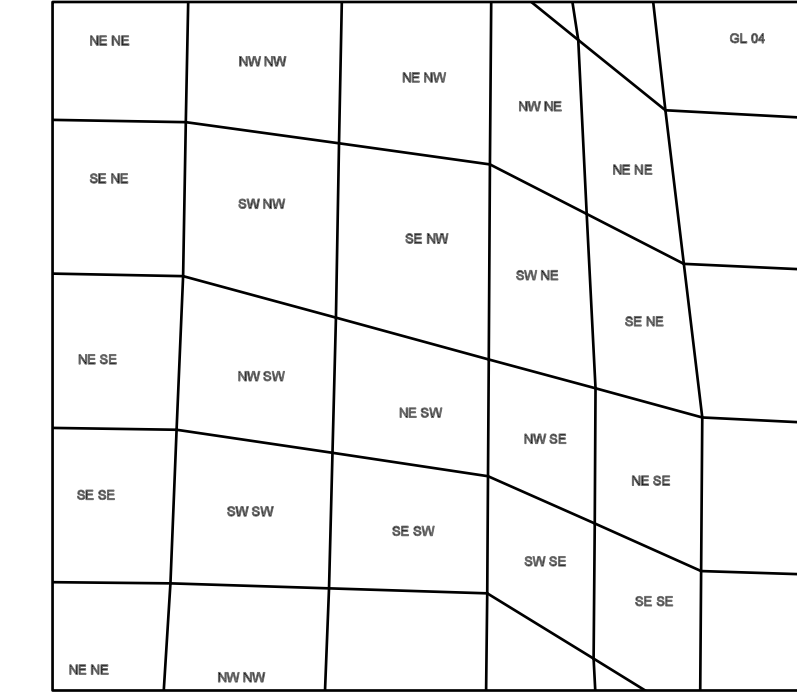 NE NE
NW NW
NE NW
NW NE
NE NE
GL 04
SE NE
SW NW
SE NW
SW NE
SE NE
NE SE
NW SW
NE SW
NW SE
NE SE
SE SE
SW SW
SE SW
SW SE
SE SE
NE NE
NW NW